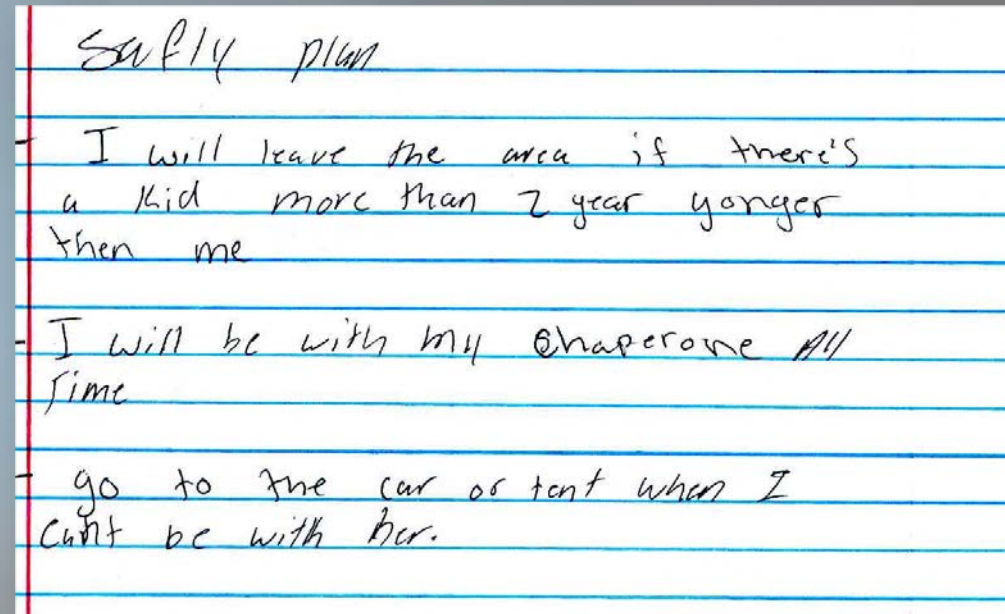 Safly plan
- I will leave the area if there's
a Kid more than 2 year yonger
then me
- I will be with my Chaperone All
Time
- go to the car or tent when I
Can't be with her.